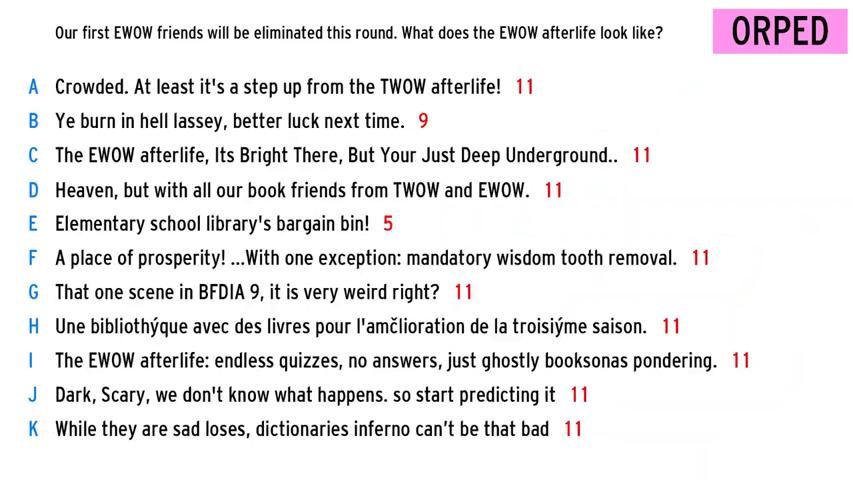 Our first EWOW friends will be eliminated this round. What does the EWOW afterlife look like?
ORPED
A Crowded. At least it's a step up from the TWOW afterlife! 11
B Ye burn in hell lassey, better luck next time. 9
C The EWOW afterlife, Its Bright There, But Your Just Deep Underground.. 11
D Heaven, but with all our book friends from TWOW and EWOW. 11
E Elementary school library's bargain bin! 5
F A place of prosperity! ...With one exception: mandatory wisdom tooth removal. 11
G That one scene in BFDIA 9, it is very weird right? 11
H Une bibliothýque avec des livres pour l'amčlioration de la troisiýme saison. 11
I The EWOW afterlife: endless quizzes, no answers, just ghostly booksonas pondering. 11
J Dark, Scary, we don't know what happens. so start predicting it 11
K While they are sad loses, dictionaries inferno can't be that bad 11